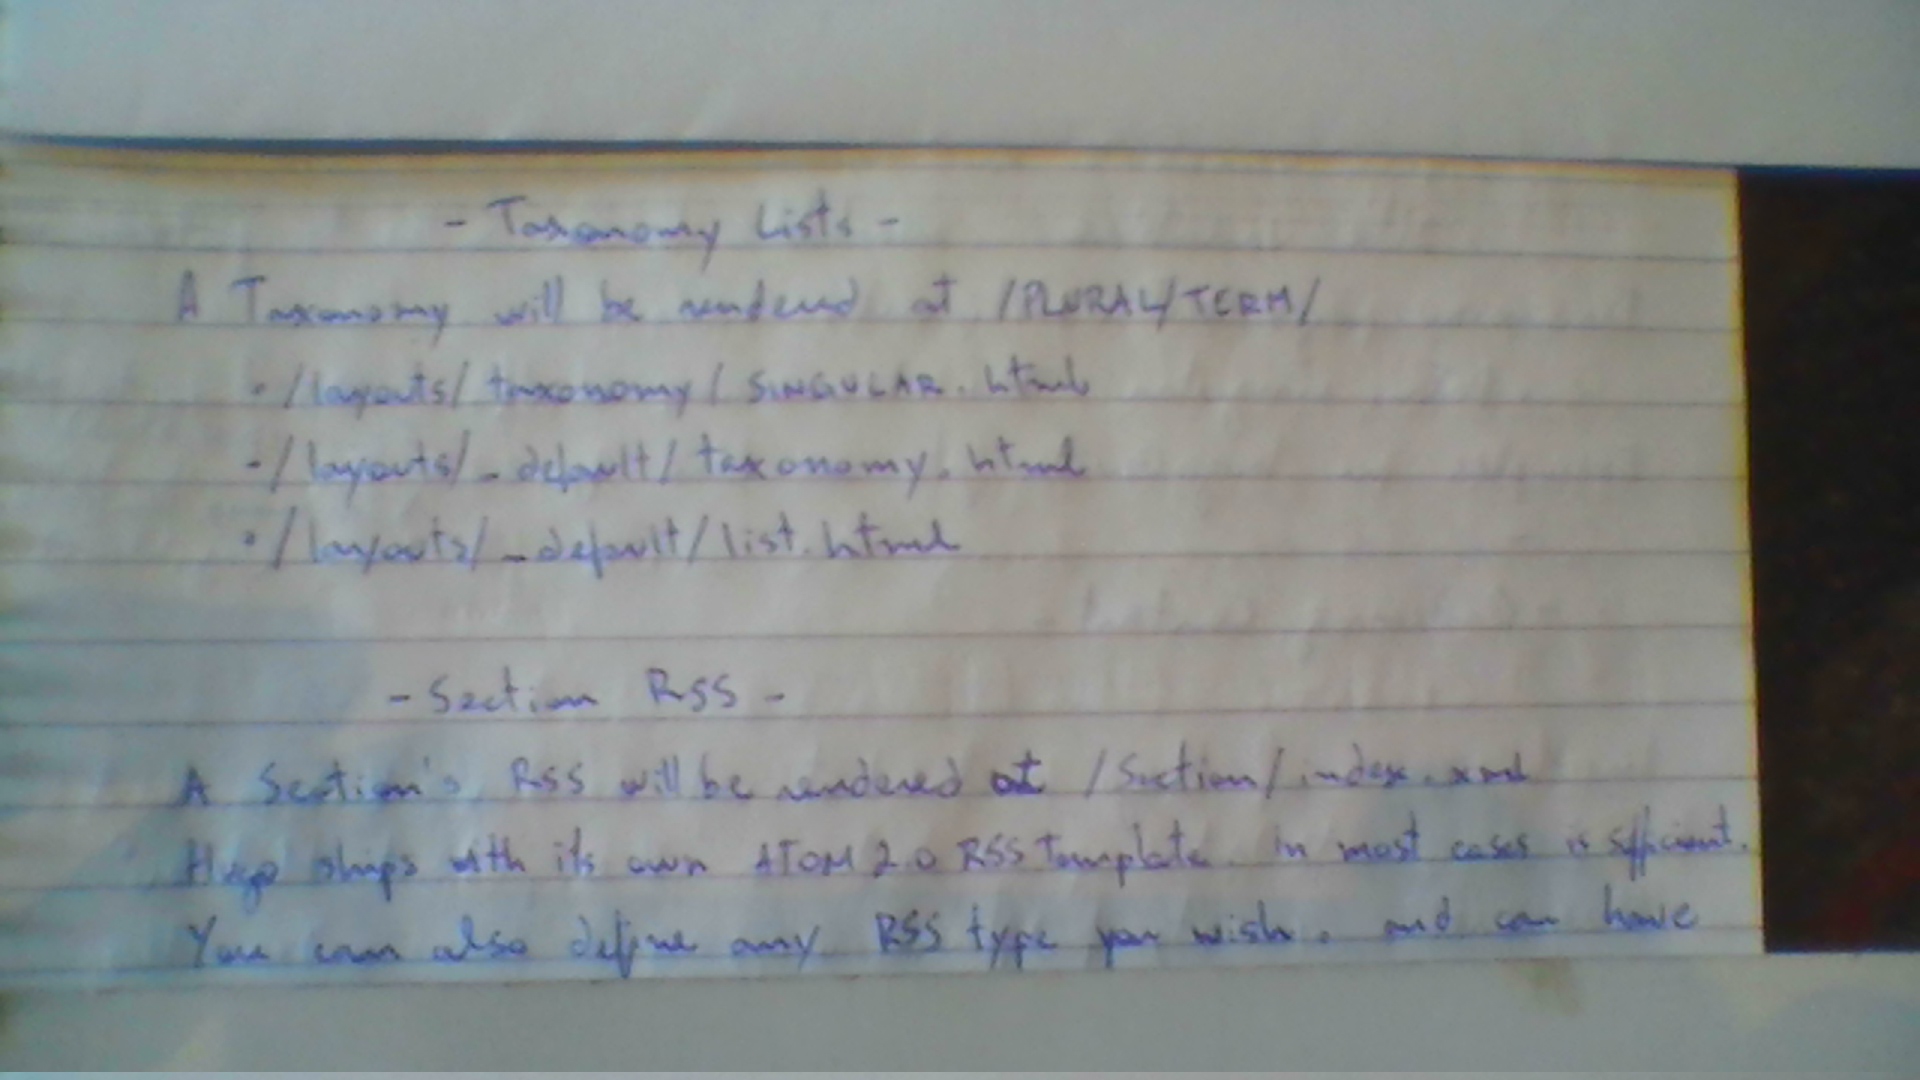 - Taxonomy Lists -
A Taxonomy will be rendered at /PLURAL/TERM/
• /layouts/ taxonomy/ SINGULAR.html
- / layouts/_default/ taxonomy.html
• / layouts/_default/list.html
- Section RSS -
A Section's RSS will be rendered at /Section/index.xml
Hugo ships with its own ATOM 2.0 RSS Template. in most cases is sfficient.
You can also define any RSS type you wish. and can have